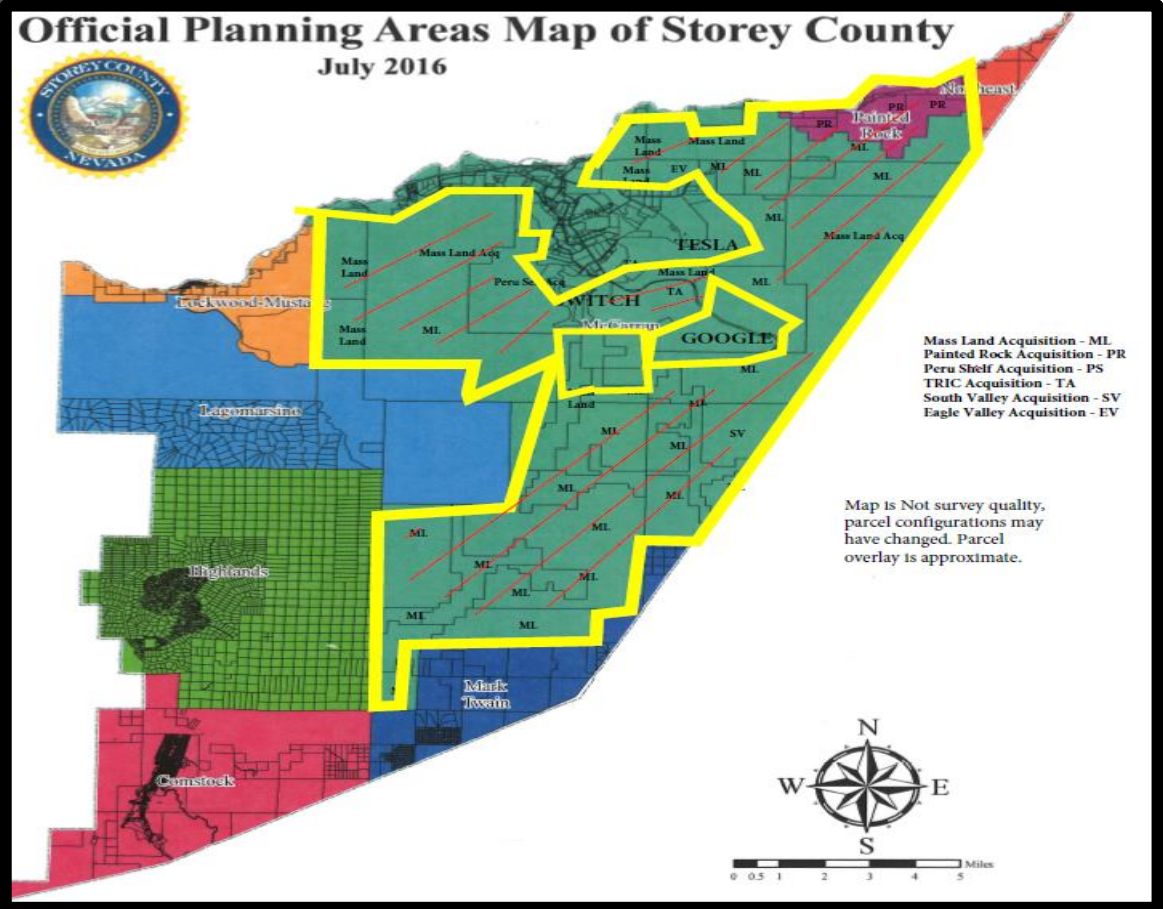 Official Planning Areas Map of Storey County
July 2016
STOREY COUNTY
NEVADA
Northeast
PR
PR
PR
Painted
Rock
Mass
Land
Mass Land
ML
Mass
Land
EV
ML
ML
ML
ML
TESLA
Mass Land Acq
TA
Mass
Land
Mass Land Acq
Peru Shelf Acq
Mass Land
TA
ML
Lockwood-Mustang
SWITCH
McCarran
GOOGLE
Mass
Land
ML
ML
Land
ML
Lagomarsino
ML
ML
SV
ML
ML
ML
ML
ML
ML
Highlands
ML
ML
ML
Mark
Twain
Comstock
Mass Land Acquisition - ML
Painted Rock Acquisition - PR
Peru Shelf Acquisition - PS
TRIC Acquisition - TA
South Valley Acquisition - SV
Eagle Valley Acquisition - EV
Map is Not survey quality,
parcel configurations may
have changed. Parcel
overlay is approximate.
N
W E
S
0 0.5 1 2 3 4 5 Miles